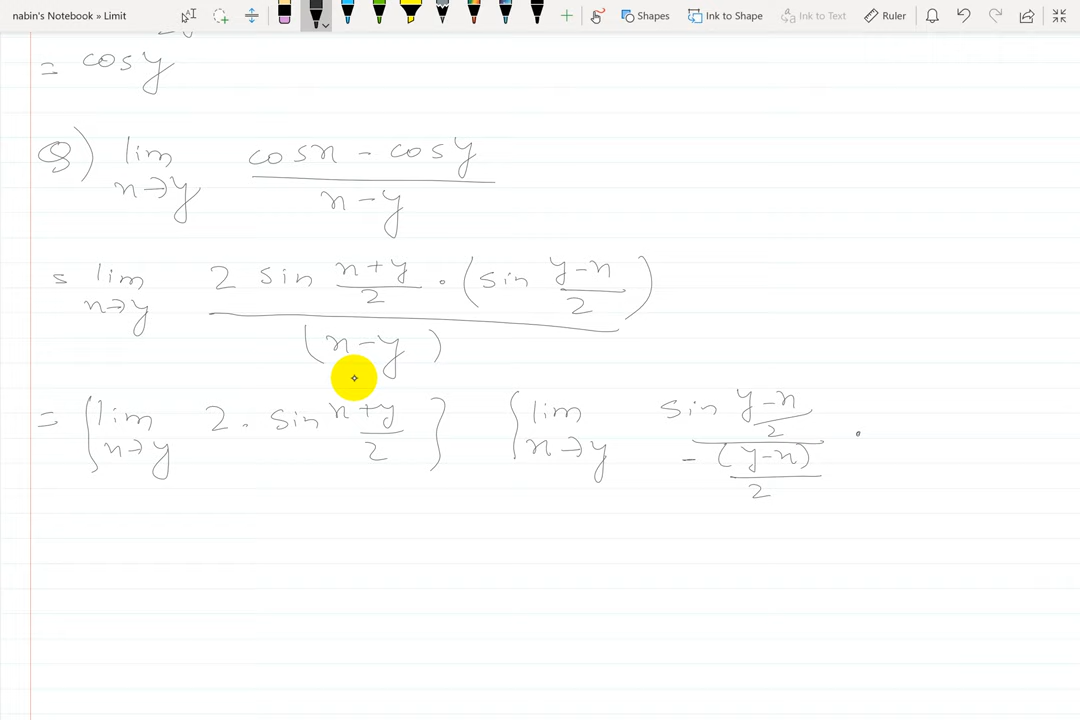 nabin's Notebook » Limit Shapes Ink to Shape Ink to Text Ruler
= cos y
Q) lim n→y (cos n - cos y) / (n - y)
= lim n→y (2 sin (n+y)/2 · (sin (y-n)/2)) / (n-y)
= {lim n→y 2 · sin (n+y)/2} {lim n→y (sin (y-n)/2) / (-(y-n)/2) ·